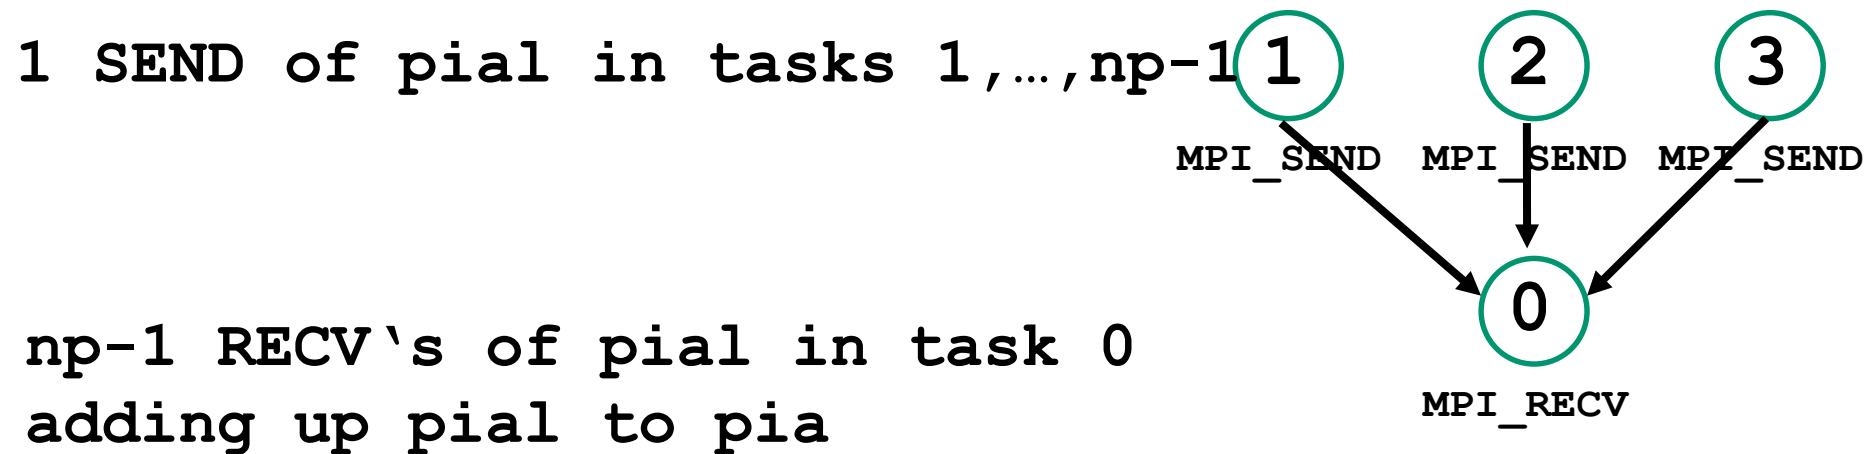 1 SEND of pial in tasks 1,…,np-1
1 2 3
MPI_SEND MPI_SEND MPI_SEND
0
np-1 RECV‘s of pial in task 0
MPI_RECV
adding up pial to pia